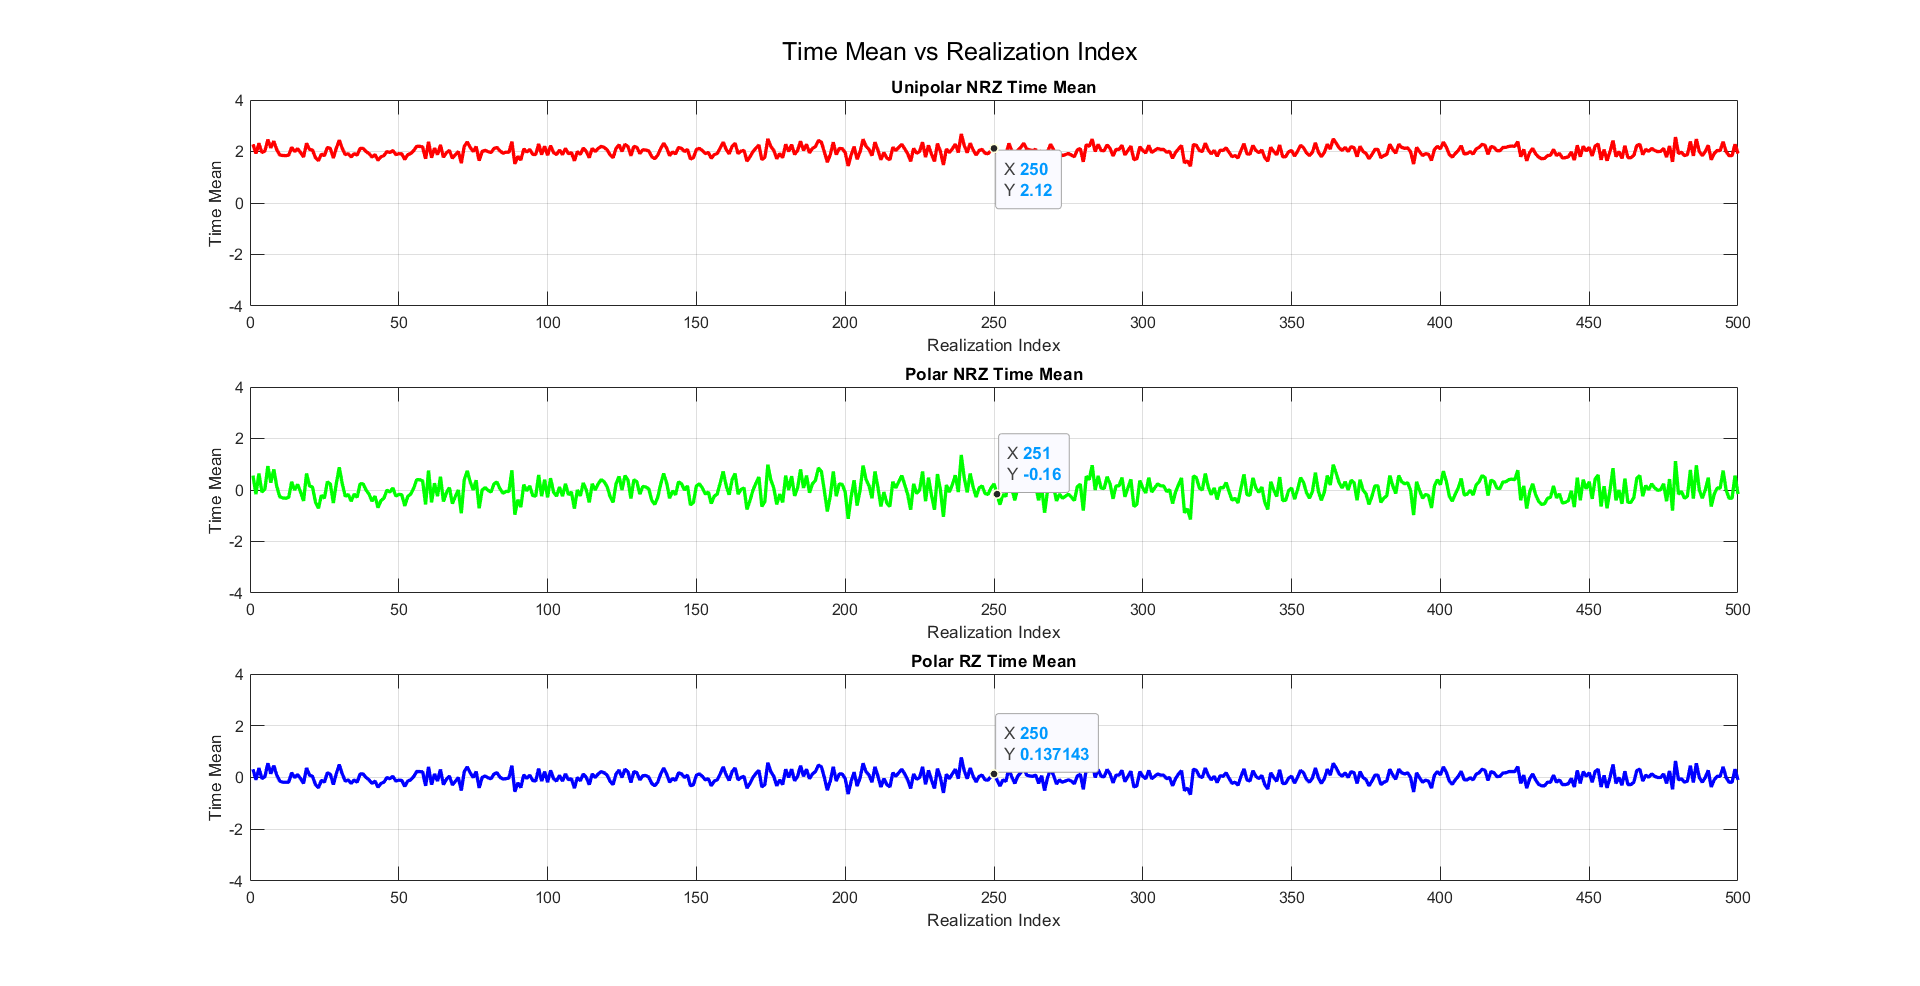 Time Mean vs Realization Index
Unipolar NRZ Time Mean
4
2
0
-2
-4
Time Mean
X 250
Y 2.12
0 50 100 150 200 250 300 350 400 450 500
Realization Index
Polar NRZ Time Mean
4
2
0
-2
-4
Time Mean
X 251
Y -0.16
0 50 100 150 200 250 300 350 400 450 500
Realization Index
Polar RZ Time Mean
4
2
0
-2
-4
Time Mean
X 250
Y 0.137143
0 50 100 150 200 250 300 350 400 450 500
Realization Index